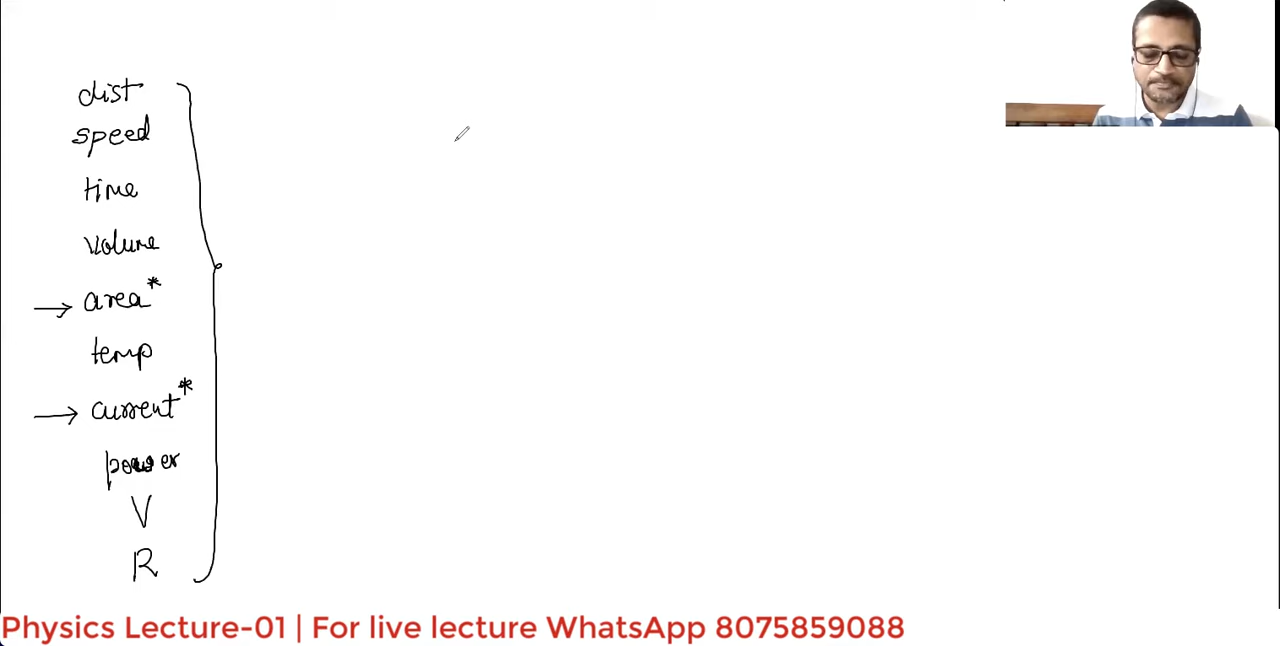 dist
speed
time
volume
→ area*
temp
→ current*
power
V
R
Physics Lecture-01 | For live lecture WhatsApp 8075859088